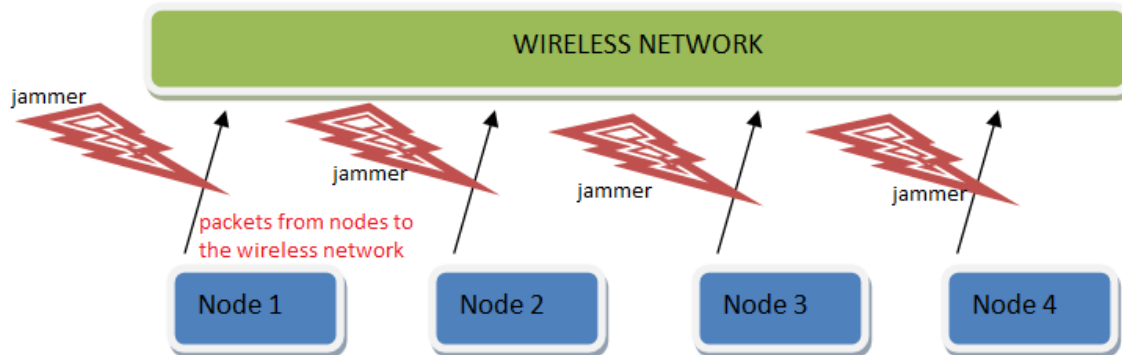 WIRELESS NETWORK
jammer
jammer
jammer
jammer
packets from nodes to
the wireless network
Node 1
Node 2
Node 3
Node 4